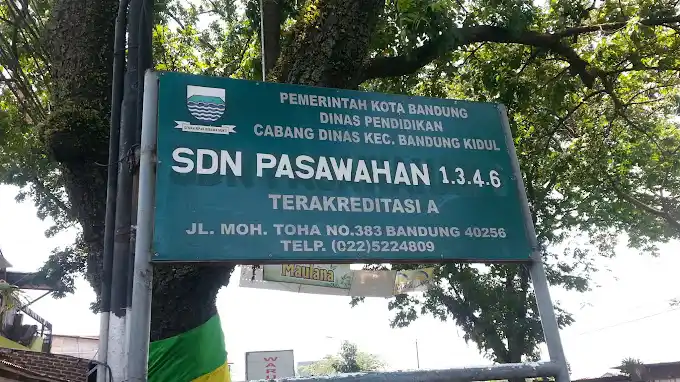 PEMERINTAH KOTA BANDUNG
DINAS PENDIDIKAN
CABANG DINAS KEC. BANDUNG KIDUL
SDN PASAWAHAN 1.3.4.6
TERAKREDITASI A
JL. MOH. TOHA NO.383 BANDUNG 40256
TELP. (022)5224809
Maulana
WARU